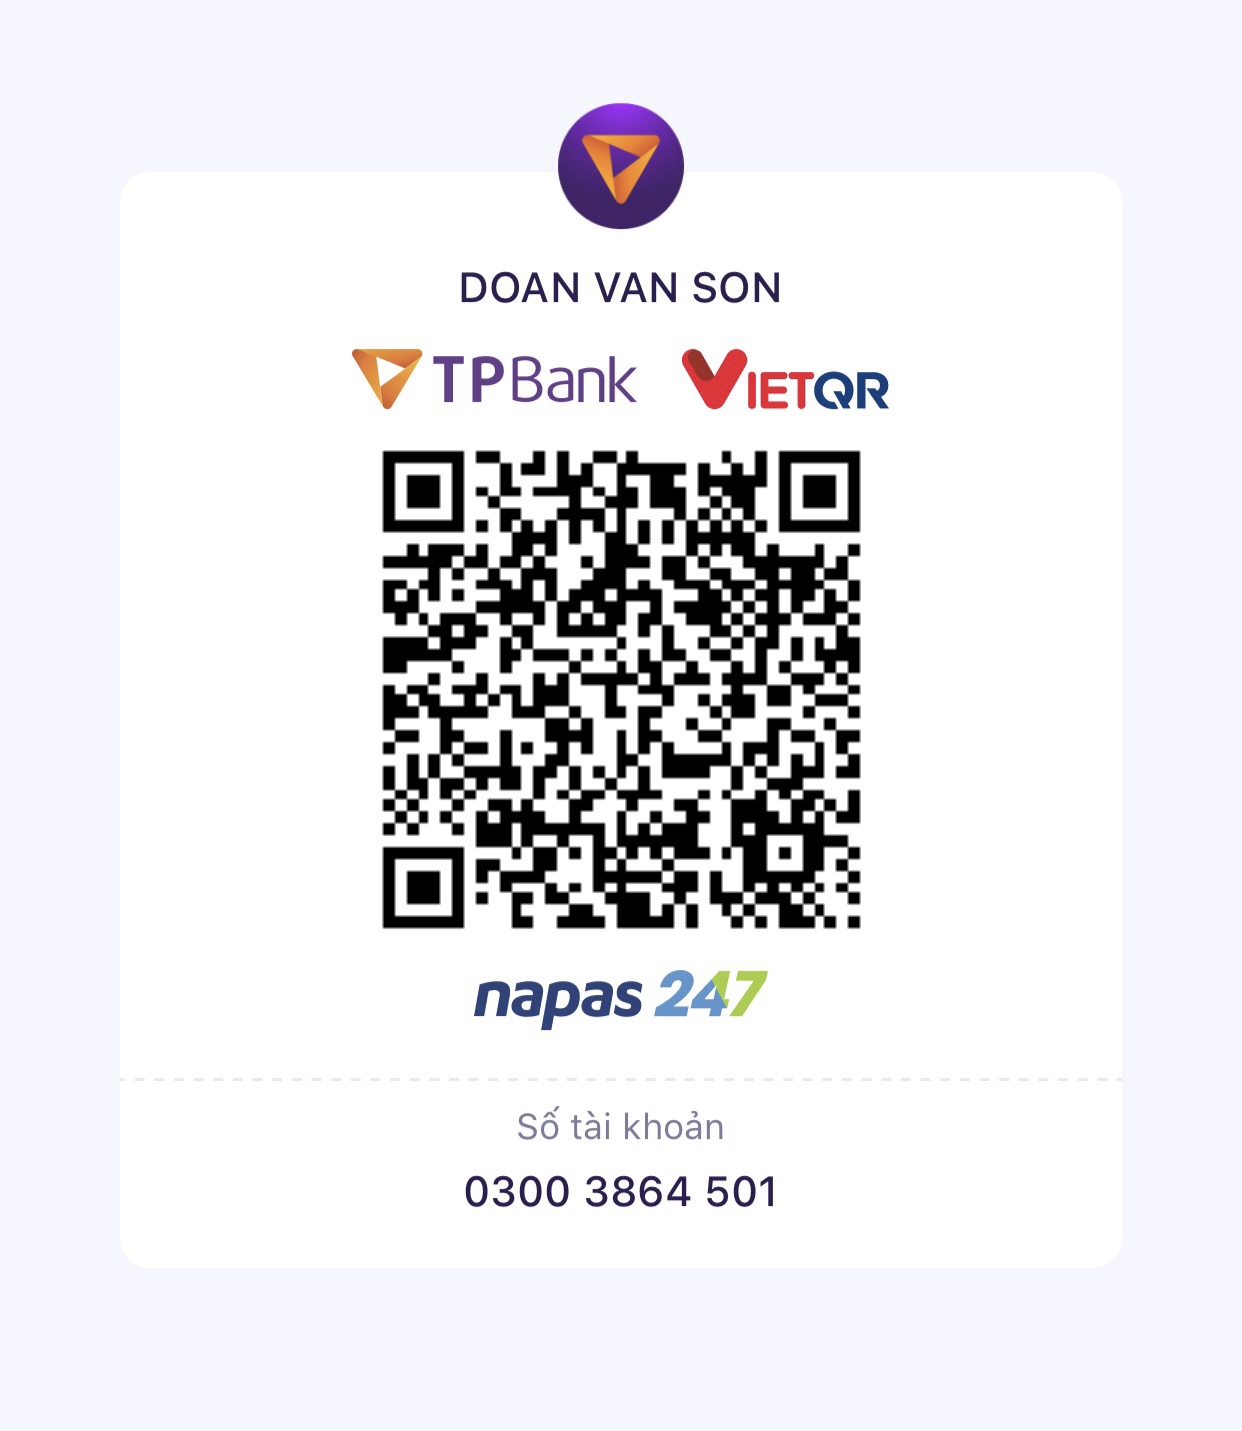 DOAN VAN SON
TPBank VIETQR
napas 247
Số tài khoản
0300 3864 501